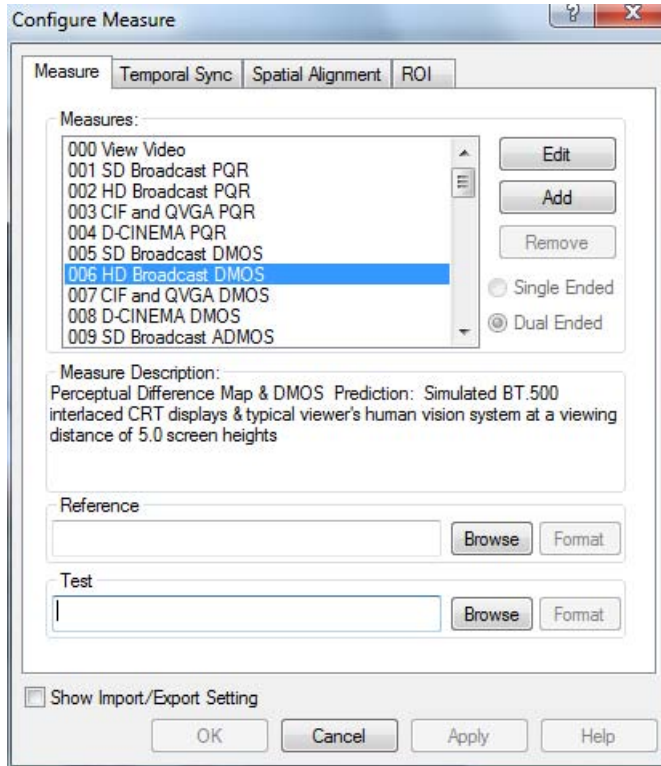 Configure Measure
?
X
Measure
Temporal Sync
Spatial Alignment
ROI
Measures:
000 View Video
001 SD Broadcast PQR
002 HD Broadcast PQR
003 CIF and QVGA PQR
004 D-CINEMA PQR
005 SD Broadcast DMOS
006 HD Broadcast DMOS
007 CIF and QVGA DMOS
008 D-CINEMA DMOS
009 SD Broadcast ADMOS
Edit
Add
Remove
Single Ended
Dual Ended
Measure Description:
Perceptual Difference Map & DMOS Prediction: Simulated BT.500
interlaced CRT displays & typical viewer's human vision system at a viewing
distance of 5.0 screen heights
Reference
Browse
Format
Test
Browse
Format
Show Import/Export Setting
OK
Cancel
Apply
Help